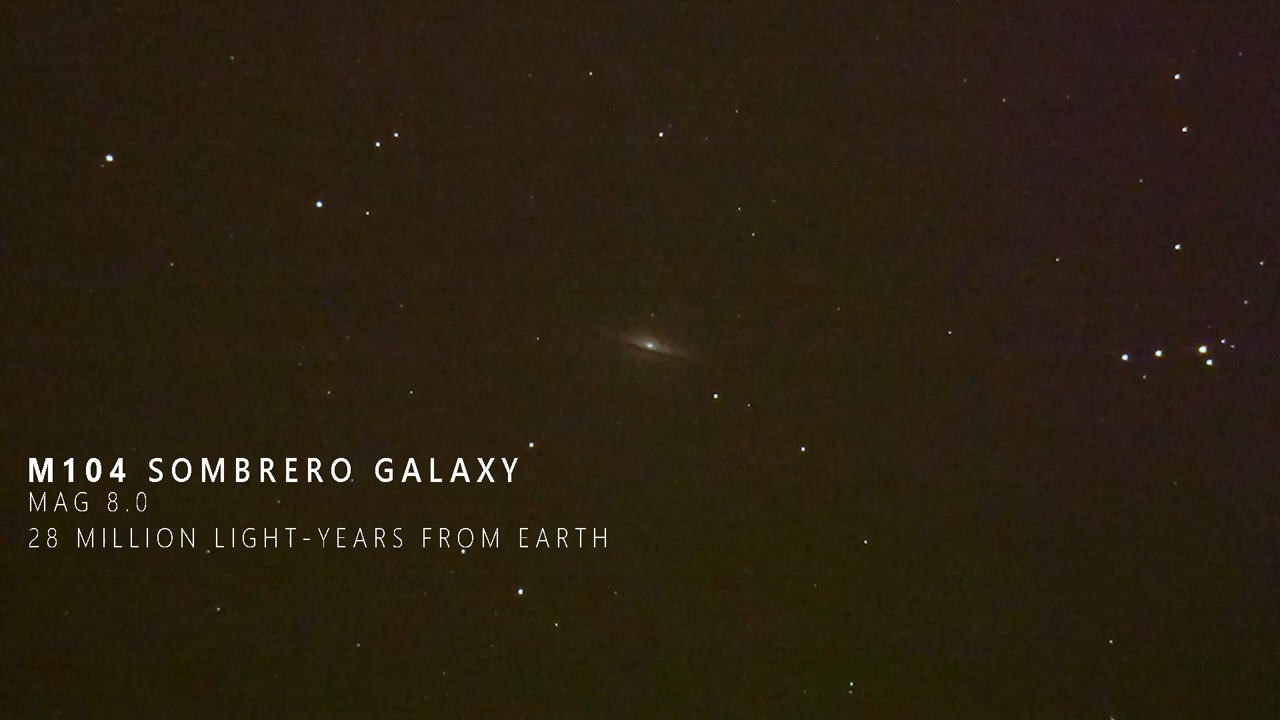 M104 SOMBRERO GALAXY
MAG 8.0
28 MILLION LIGHT-YEARS FROM EARTH